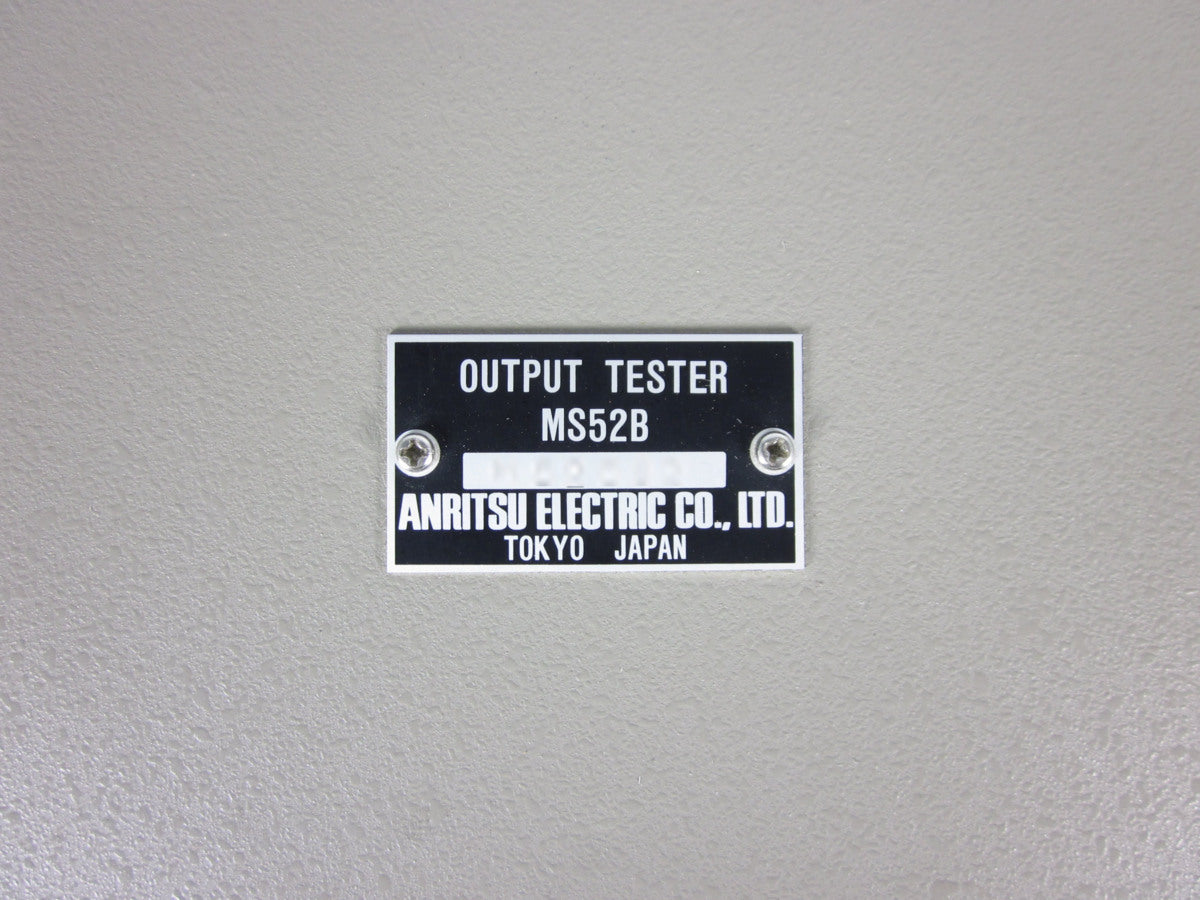 OUTPUT TESTER
MS52B
ANRITSU ELECTRIC CO., LTD.
TOKYO JAPAN